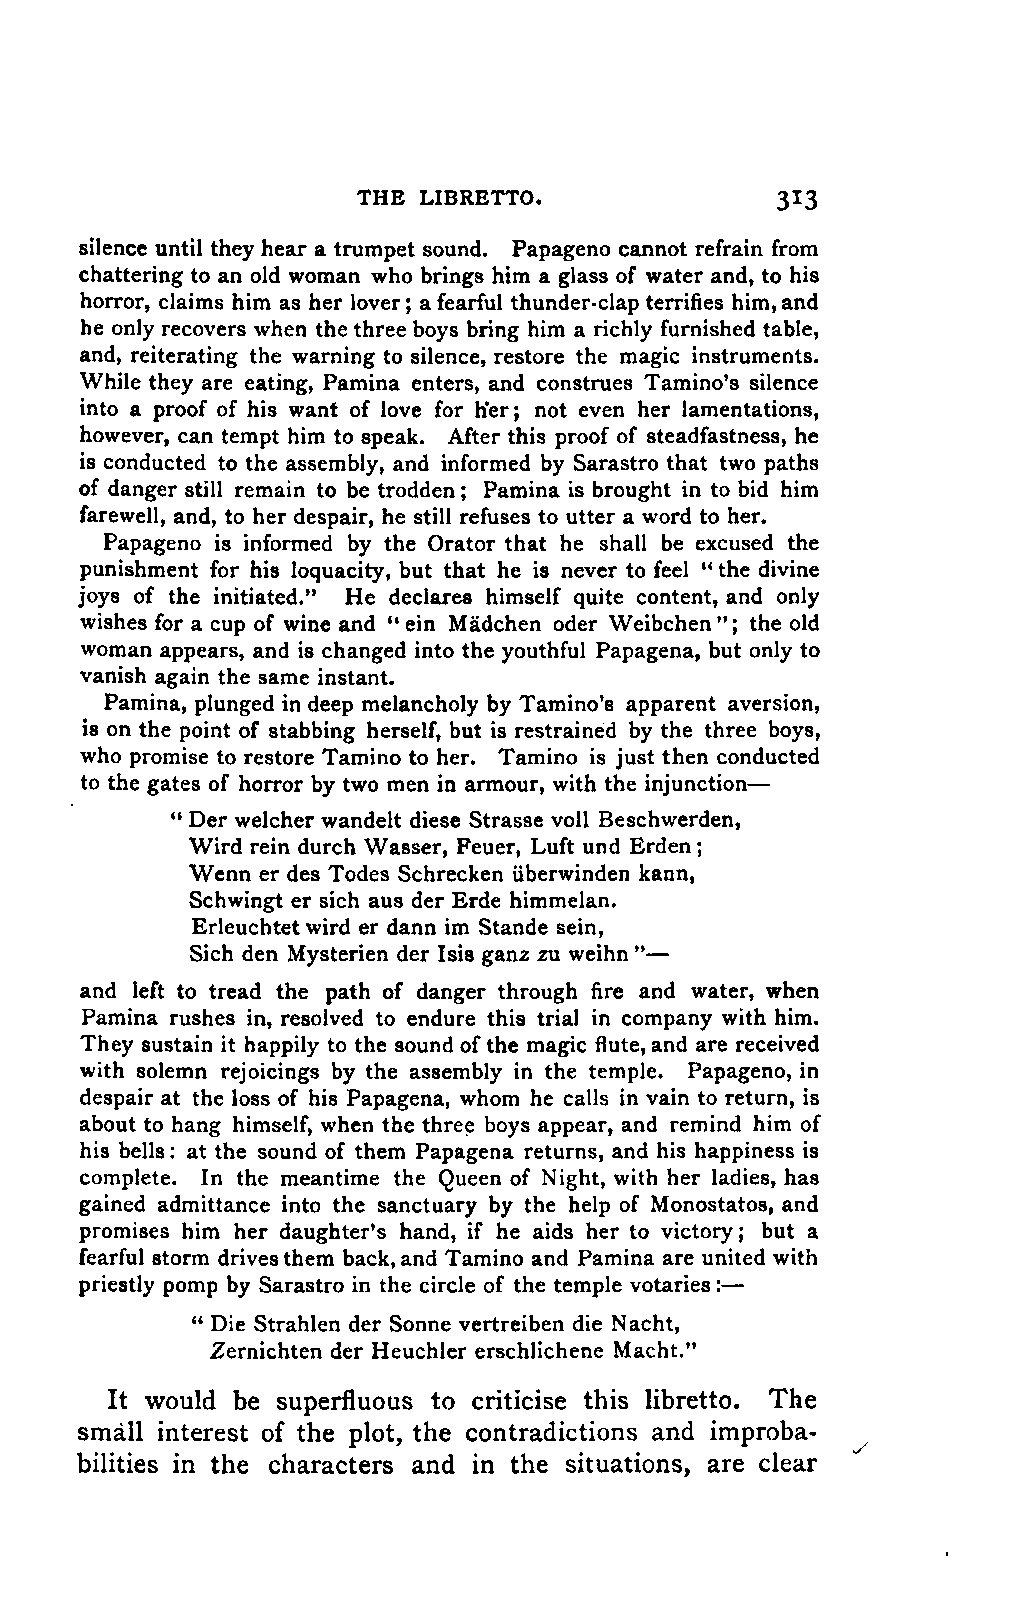 THE LIBRETTO. 313
silence until they hear a trumpet sound. Papageno cannot refrain from
chattering to an old woman who brings him a glass of water and, to his
horror, claims him as her lover; a fearful thunder-clap terrifies him, and
he only recovers when the three boys bring him a richly furnished table,
and, reiterating the warning to silence, restore the magic instruments.
While they are eating, Pamina enters, and construes Tamino's silence
into a proof of his want of love for her; not even her lamentations,
however, can tempt him to speak. After this proof of steadfastness, he
is conducted to the assembly, and informed by Sarastro that two paths
of danger still remain to be trodden; Pamina is brought in to bid him
farewell, and, to her despair, he still refuses to utter a word to her.
Papageno is informed by the Orator that he shall be excused the
punishment for his loquacity, but that he is never to feel "the divine
joys of the initiated." He declares himself quite content, and only
wishes for a cup of wine and "ein Mädchen oder Weibchen"; the old
woman appears, and is changed into the youthful Papagena, but only to
vanish again the same instant.
Pamina, plunged in deep melancholy by Tamino's apparent aversion,
is on the point of stabbing herself, but is restrained by the three boys,
who promise to restore Tamino to her. Tamino is just then conducted
to the gates of horror by two men in armour, with the injunction—
"Der welcher wandelt diese Strasse voll Beschwerden,
Wird rein durch Wasser, Feuer, Luft und Erden;
Wenn er des Todes Schrecken überwinden kann,
Schwingt er sich aus der Erde himmelan.
Erleuchtet wird er dann im Stande sein,
Sich den Mysterien der Isis ganz zu weihn"—
and left to tread the path of danger through fire and water, when
Pamina rushes in, resolved to endure this trial in company with him.
They sustain it happily to the sound of the magic flute, and are received
with solemn rejoicings by the assembly in the temple. Papageno, in
despair at the loss of his Papagena, whom he calls in vain to return, is
about to hang himself, when the three boys appear, and remind him of
his bells: at the sound of them Papagena returns, and his happiness is
complete. In the meantime the Queen of Night, with her ladies, has
gained admittance into the sanctuary by the help of Monostatos, and
promises him her daughter's hand, if he aids her to victory; but a
fearful storm drives them back, and Tamino and Pamina are united with
priestly pomp by Sarastro in the circle of the temple votaries:—
"Die Strahlen der Sonne vertreiben die Nacht,
Zernichten der Heuchler erschlichene Macht."
It would be superfluous to criticise this libretto. The
small interest of the plot, the contradictions and improba-
bilities in the characters and in the situations, are clear